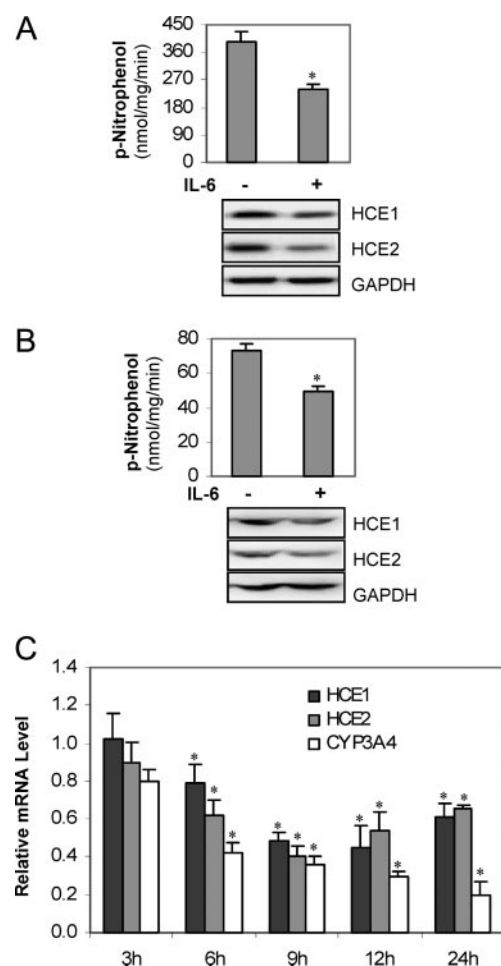 A
p-Nitrophenol
(nmol/mg/min)
450
360
270
180
90
0
*
IL-6 - +
HCE1
HCE2
GAPDH
B
p-Nitrophenol
(nmol/mg/min)
80
60
40
20
0
*
IL-6 - +
HCE1
HCE2
GAPDH
C
Relative mRNA Level
1.4
1.2
1.0
0.8
0.6
0.4
0.2
0.0
HCE1
HCE2
CYP3A4
* * *
* * *
* * *
* * *
3h 6h 9h 12h 24h